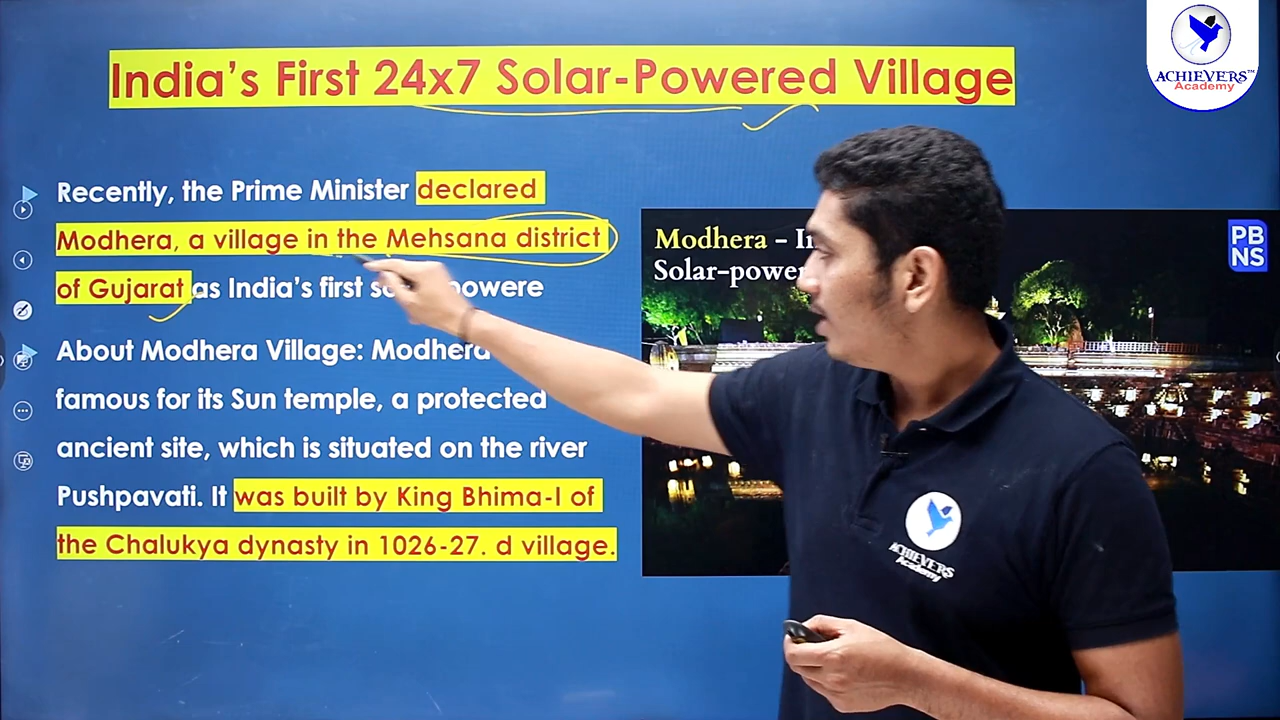 India's First 24x7 Solar-Powered Village
ACHIEVERS™
Academy
Recently, the Prime Minister declared
Modhera, a village in the Mehsana district
of Gujarat as India's first powere
About Modhera Village: Modhera
famous for its Sun temple, a protected
ancient site, which is situated on the river
Pushpavati. It was built by King Bhima-I of
the Chalukya dynasty in 1026-27. d village.
Modhera -
Solar-power
PB
NS
ACHIEVERS
Academy